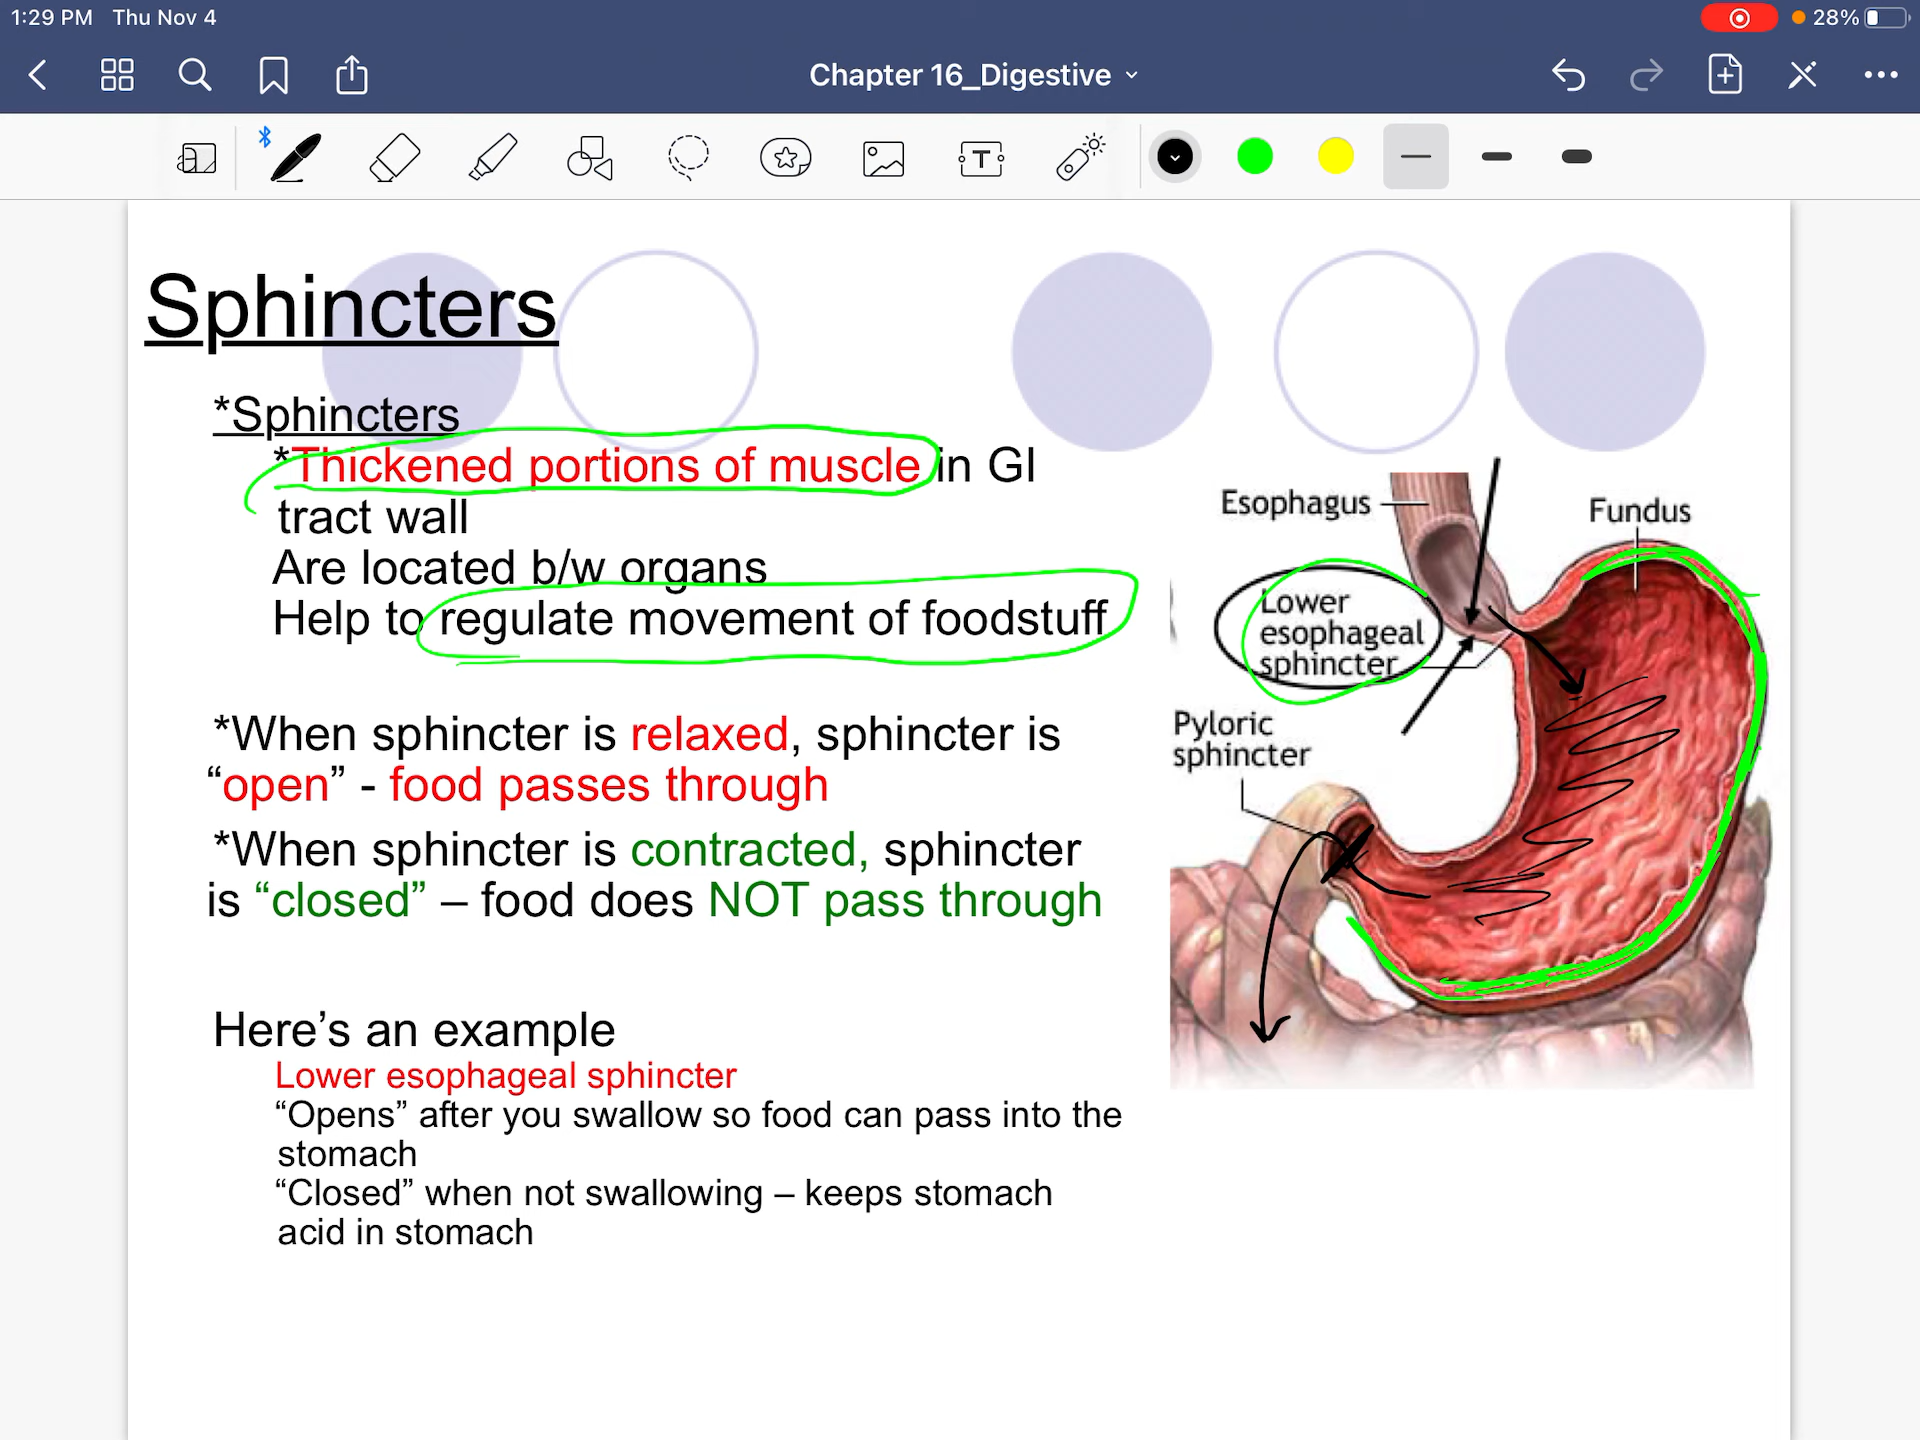 1:29 PM Thu Nov 4
28%
Chapter 16_Digestive
Sphincters
*Sphincters
*Thickened portions of muscle in GI
tract wall
Are located b/w organs
Help to regulate movement of foodstuff
*When sphincter is relaxed, sphincter is
“open” - food passes through
*When sphincter is contracted, sphincter
is “closed” – food does NOT pass through
Here’s an example
Lower esophageal sphincter
“Opens” after you swallow so food can pass into the
stomach
“Closed” when not swallowing – keeps stomach
acid in stomach
Esophagus
Fundus
Lower
esophageal
sphincter
Pyloric
sphincter